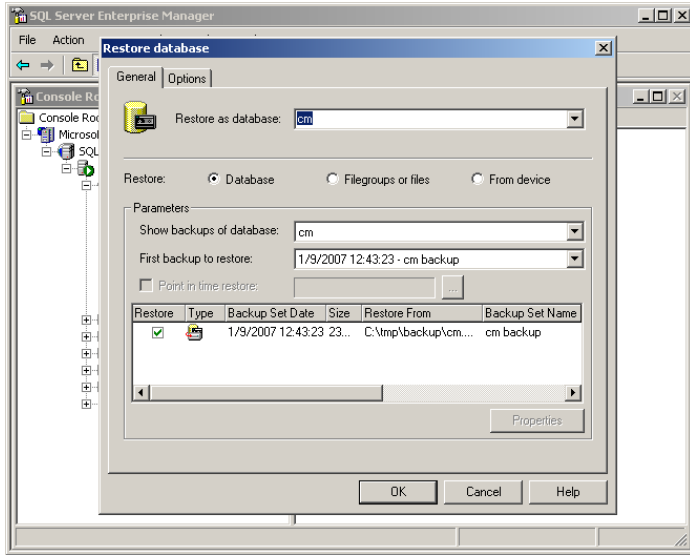 SQL Server Enterprise Manager
File Action
Restore database
General Options
Console Roo
Microsof
SQL
Restore as database: cm
Restore: Database Filegroups or files From device
Parameters
Show backups of database: cm
First backup to restore: 1/9/2007 12:43:23 - cm backup
Point in time restore: ...
Restore Type Backup Set Date Size Restore From Backup Set Name
1/9/2007 12:43:23 23... C:\tmp\backup\cm.... cm backup
Properties
OK Cancel Help